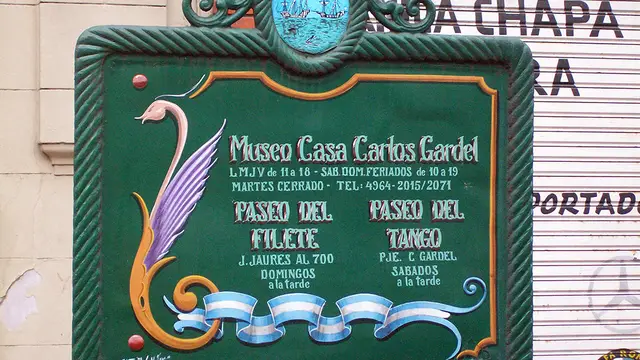 A CHAPA
RA
PORTADO
Museo Casa Carlos Gardel
L M J V de 11 a 18 - SAB. DOM. FERIADOS de 10 a 19
MARTES CERRADO - TEL: 4964-2015/2071
PASEO DEL
FILETE
J. JAURES AL 700
DOMINGOS
a la tarde
PASEO DEL
TANGO
PJE. C. GARDEL
SABADOS
a la tarde